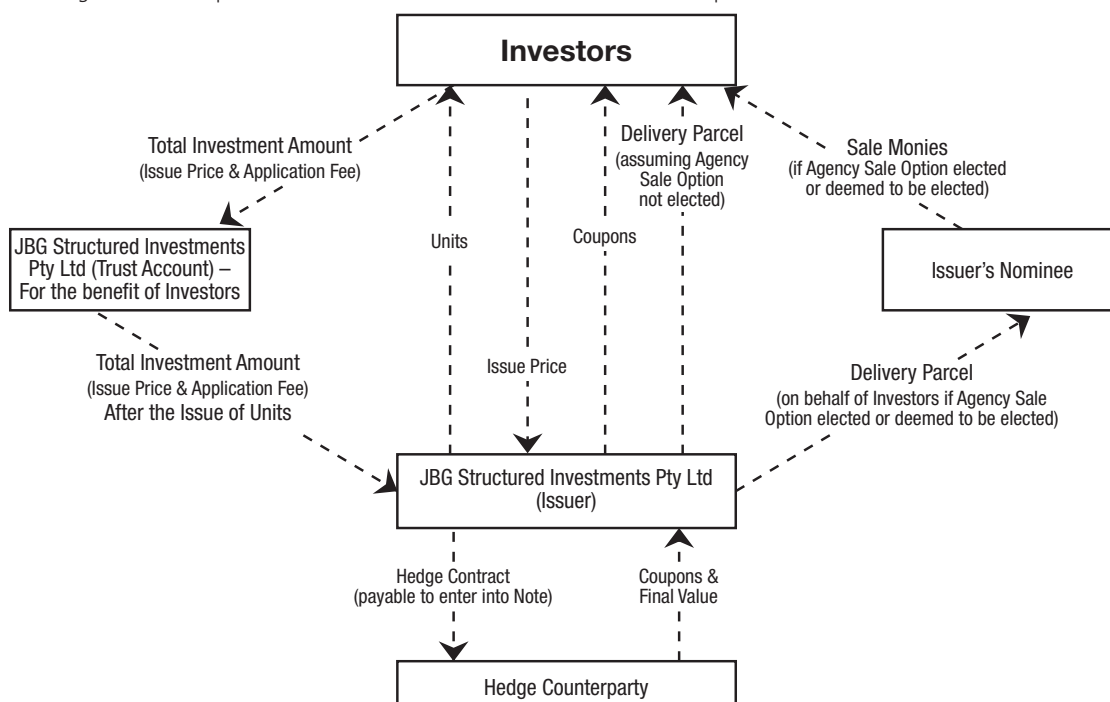 Investors
Total Investment Amount
(Issue Price & Application Fee)
Delivery Parcel
(assuming Agency
Sale Option
not elected)
Sale Monies
(if Agency Sale Option elected
or deemed to be elected)
JBG Structured Investments
Pty Ltd (Trust Account) –
For the benefit of Investors
Units
Coupons
Issuer's Nominee
Total Investment Amount
(Issue Price & Application Fee)
After the Issue of Units
Issue Price
Delivery Parcel
(on behalf of Investors if Agency Sale
Option elected or deemed to be elected)
JBG Structured Investments Pty Ltd
(Issuer)
Hedge Contract
(payable to enter into Note)
Coupons &
Final Value
Hedge Counterparty